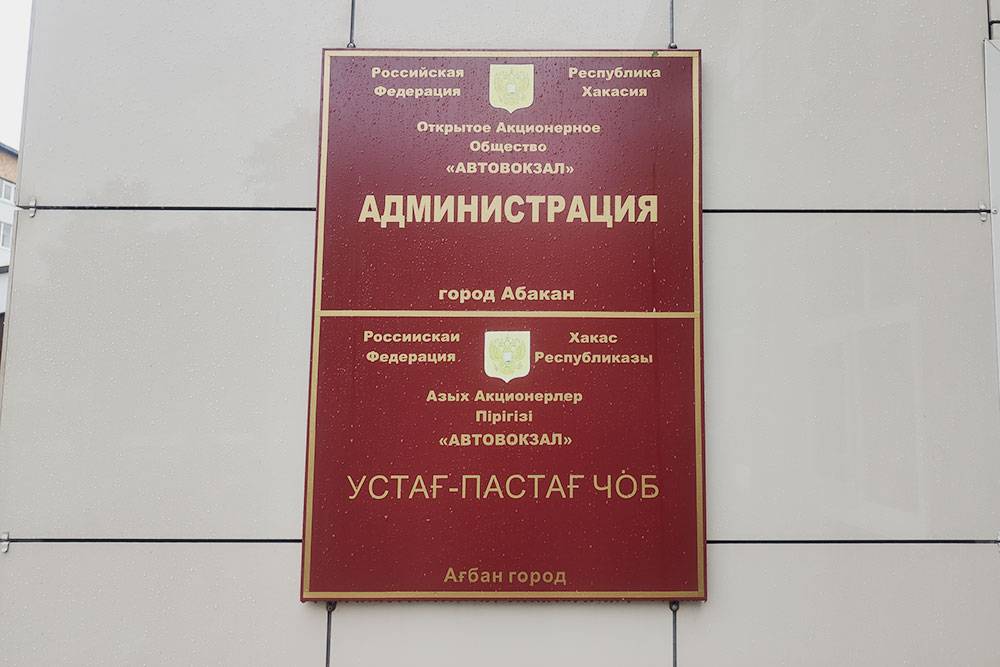 Российская Федерация
Республика Хакасия
Открытое Акционерное
Общество
«АВТОВОКЗАЛ»
АДМИНИСТРАЦИЯ
город Абакан
Россиискаи Федерация
Хакас Республиказы
Азых Акционерлер
Пірігізі
«АВТОВОКЗАЛ»
УСТАҒ-ПАСТАҒ ЧȮБ
Ағбан город